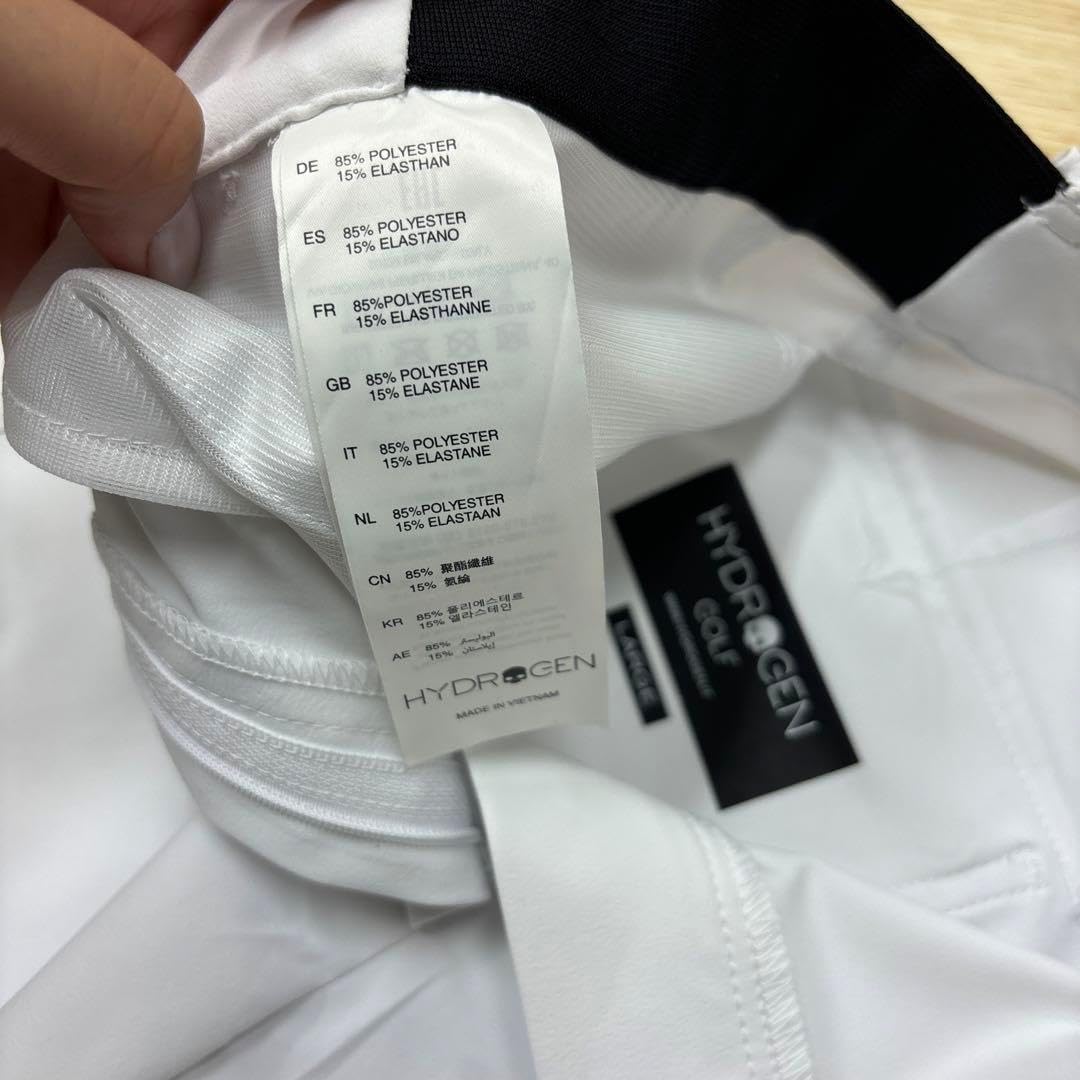 DE 85% POLYESTER
15% ELASTHAN
ES 85% POLYESTER
15% ELASTANO
FR 85%POLYESTER
15% ELASTHANNE
GB 85% POLYESTER
15% ELASTANE
IT 85% POLYESTER
15% ELASTANE
NL 85%POLYESTER
15% ELASTAAN
CN 85% 聚酯纖維
15% 氨綸
KR 85% 폴리에스테르
15% 엘라스테인
AE 85% البوليستر
15% إيلاستان
HYDROGEN
MADE IN VIETNAM
HYDROGEN
GOLF
LARGE